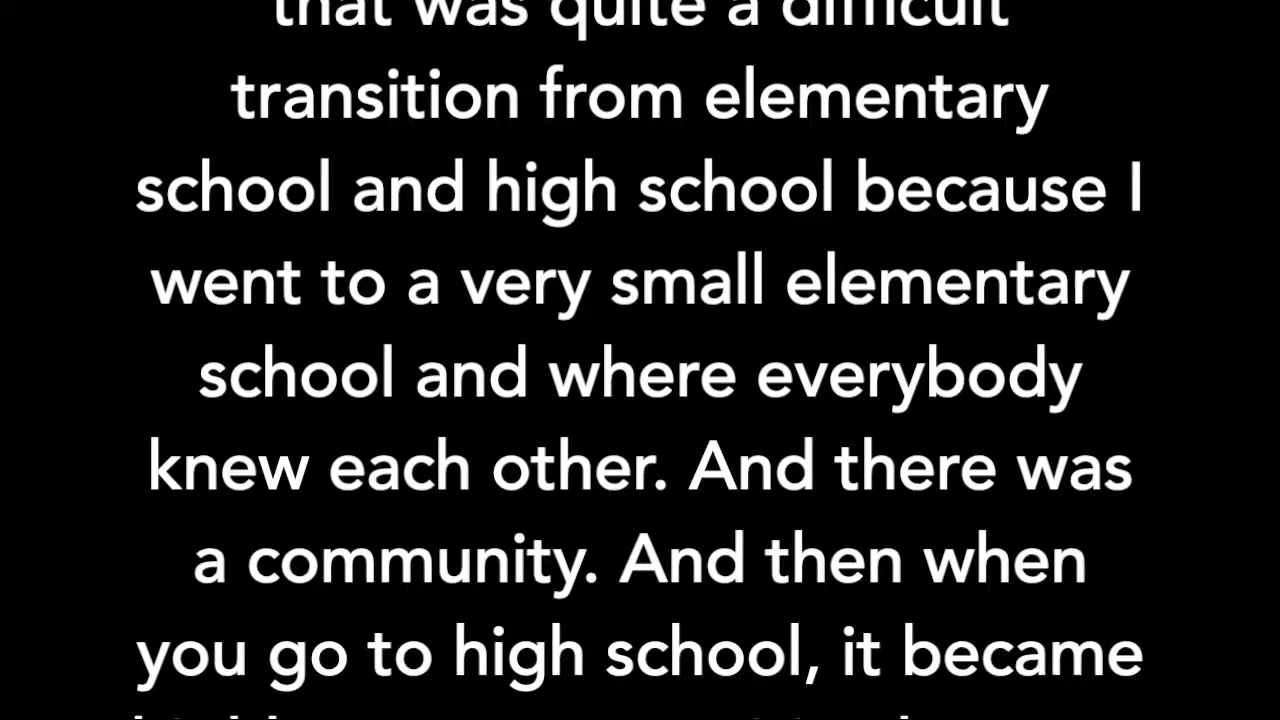 that was quite a difficult
transition from elementary
school and high school because I
went to a very small elementary
school and where everybody
knew each other. And there was
a community. And then when
you go to high school, it became